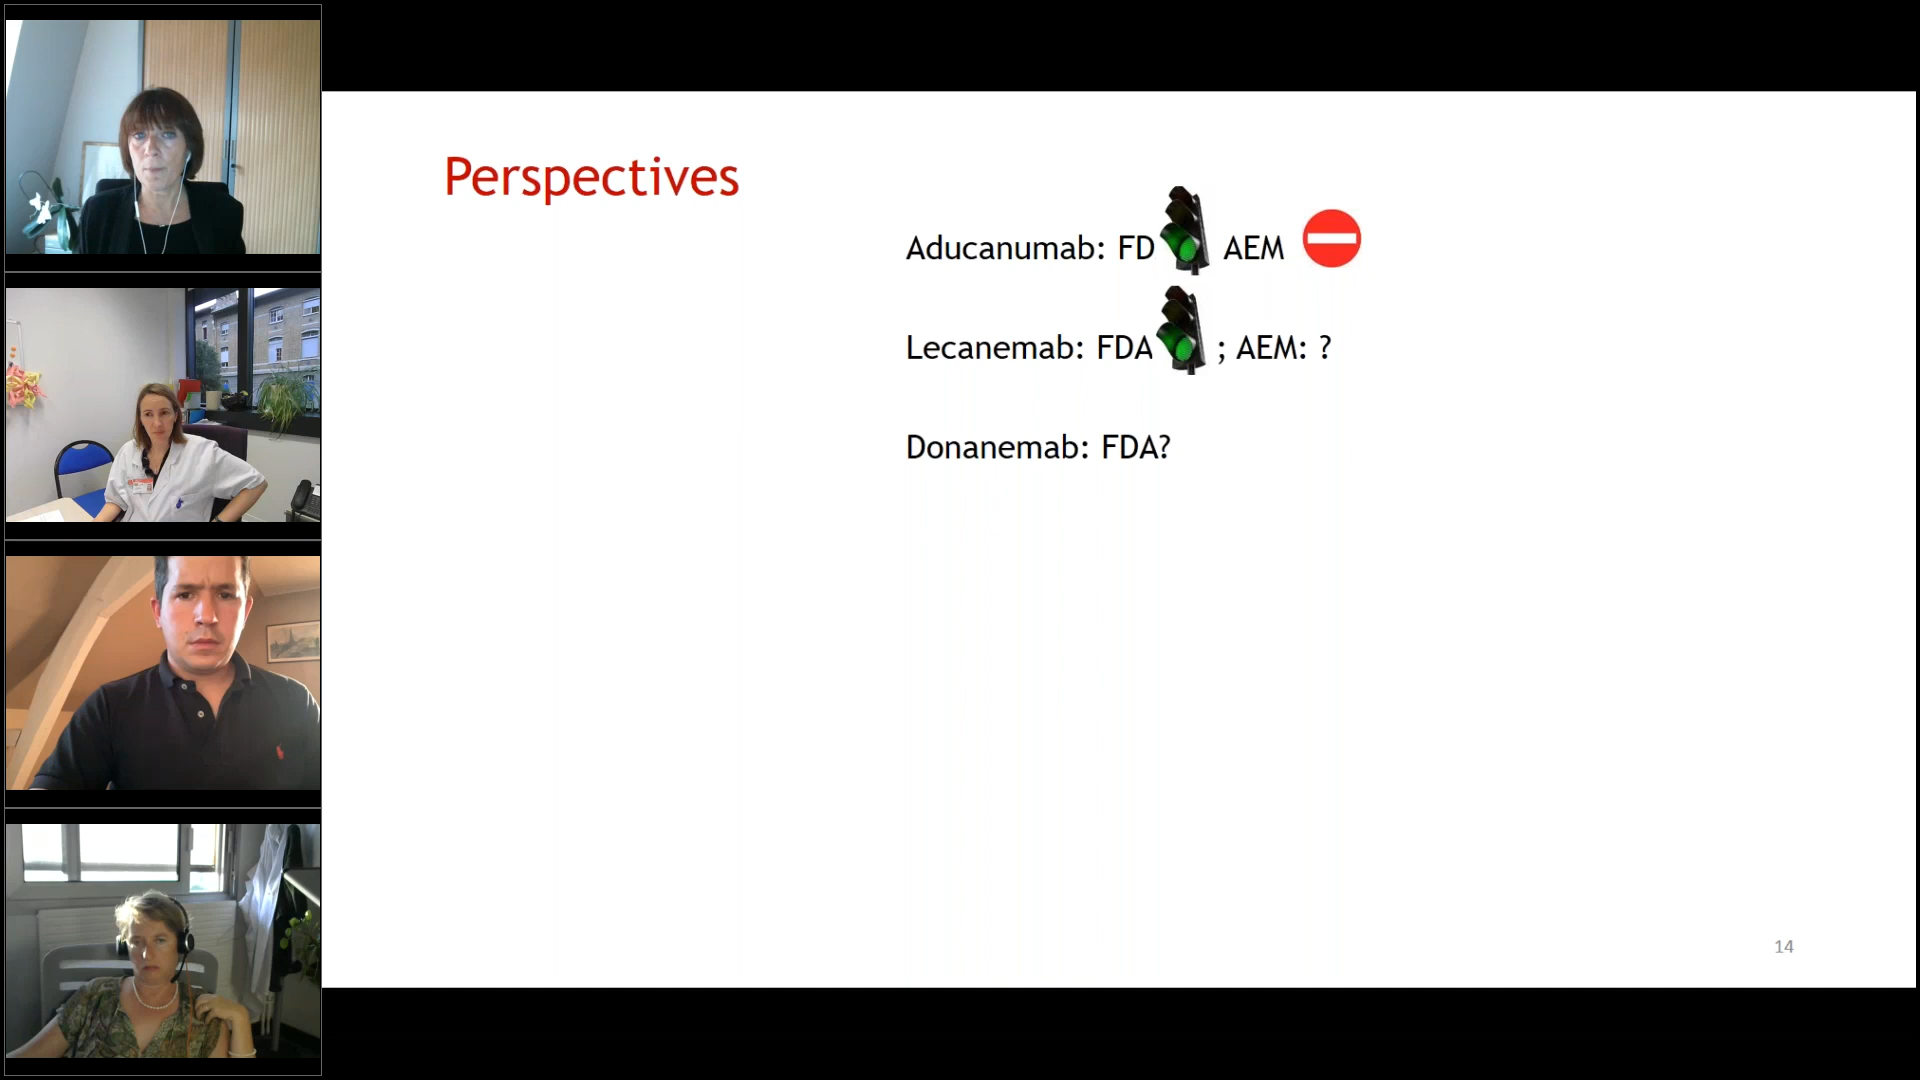 Perspectives
Aducanumab: FD AEM
Lecanemab: FDA ; AEM: ?
Donanemab: FDA?
14